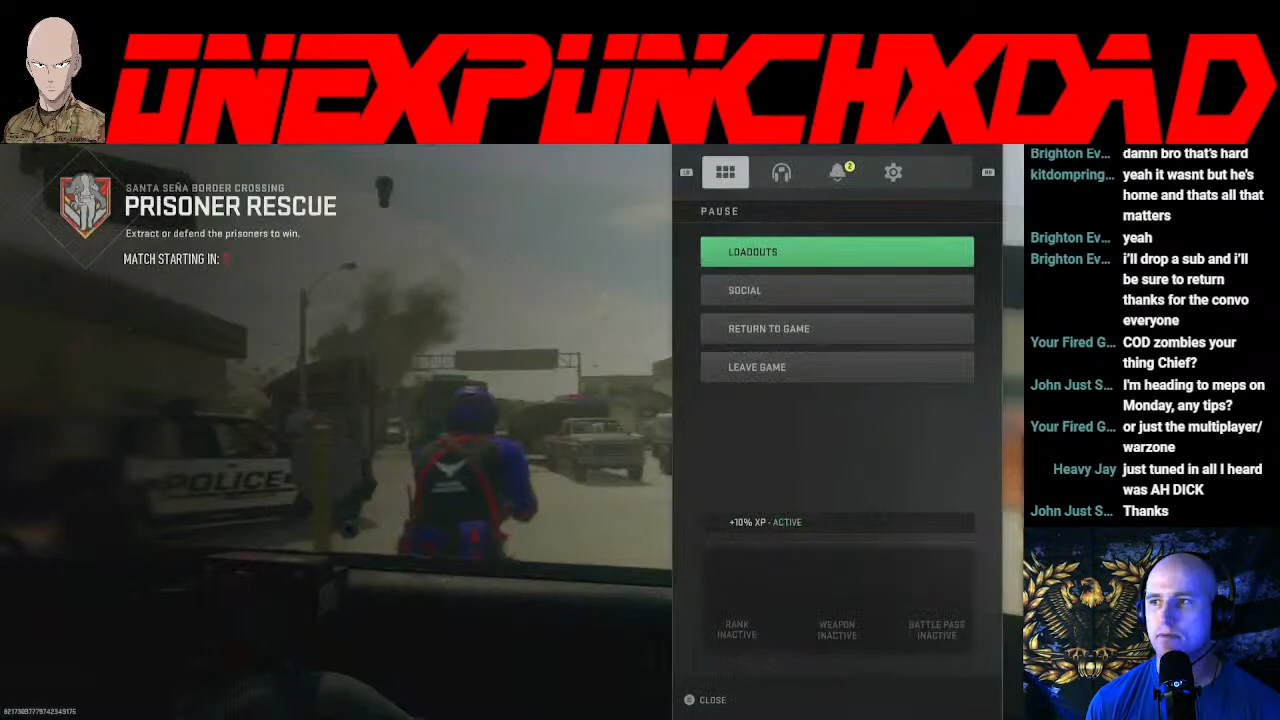 ONEXPUNCHXDAD
SANTA SEÑA BORDER CROSSING
PRISONER RESCUE
Extract or defend the prisoners to win.
MATCH STARTING IN:
POLICE
LB
RB
2
PAUSE
LOADOUTS
SOCIAL
RETURN TO GAME
LEAVE GAME
+10% XP - ACTIVE
RANK
INACTIVE
WEAPON
INACTIVE
BATTLE PASS
INACTIVE
CLOSE
Brighton Ev... damn bro that's hard
kitdompring... yeah it wasnt but he's
home and thats all that
matters
Brighton Ev... yeah
Brighton Ev... i'll drop a sub and i'll
be sure to return
thanks for the convo
everyone
Your Fired G... COD zombies your
thing Chief?
John Just S... I'm heading to meps on
Monday, any tips?
Your Fired G... or just the multiplayer/
warzone
Heavy Jay just tuned in all I heard
was AH DICK
John Just S... Thanks